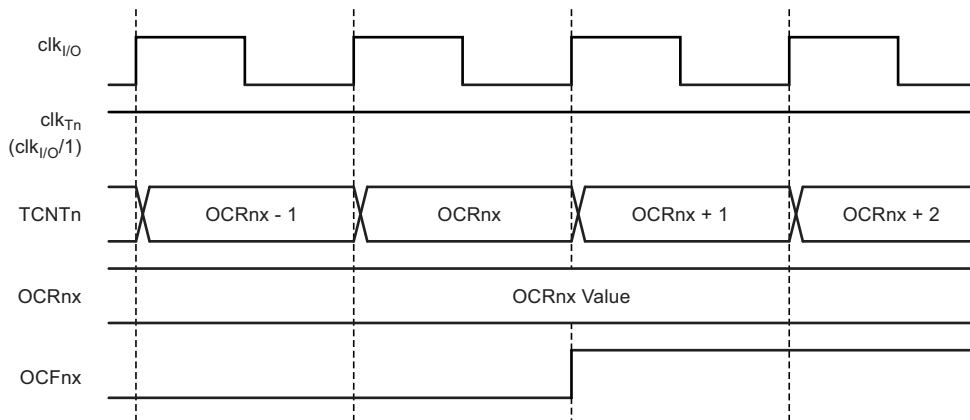 clkI/O
clkTn
(clkI/O/1)
TCNTn OCRnx - 1 OCRnx OCRnx + 1 OCRnx + 2
OCRnx OCRnx Value
OCFnx